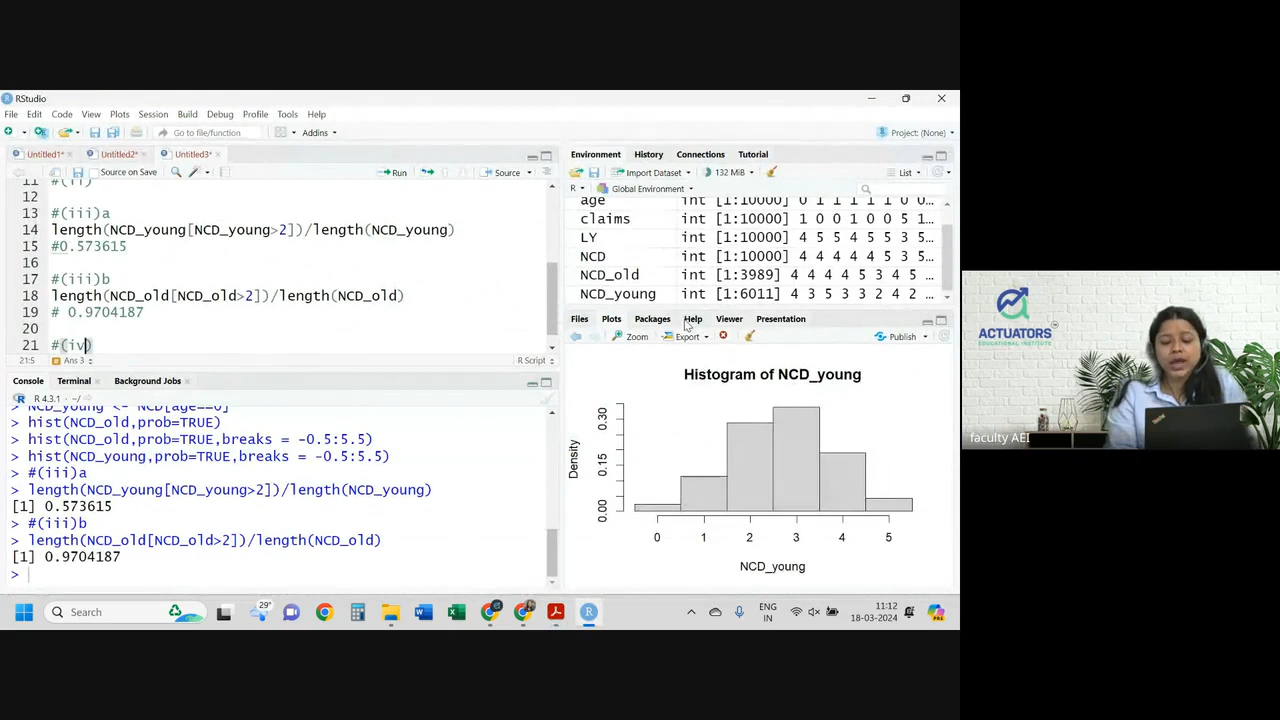 RStudio
File Edit Code View Plots Session Build Debug Profile Tools Help
Go to file/function Addins Project: (None)
Untitled1* Untitled2* Untitled3*
Source on Save Run Source
11 #(ii)
12
13 #(iii)a
14 length(NCD_young[NCD_young>2])/length(NCD_young)
15 #0.573615
16
17 #(iii)b
18 length(NCD_old[NCD_old>2])/length(NCD_old)
19 # 0.9704187
20
21 #(iv)
21:5 Ans 3 R Script
Console Terminal Background Jobs
R 4.3.1 · ~/
> NCD_young <- NCD[age==0]
> hist(NCD_old,prob=TRUE)
> hist(NCD_old,prob=TRUE,breaks = -0.5:5.5)
> hist(NCD_young,prob=TRUE,breaks = -0.5:5.5)
> #(iii)a
> length(NCD_young[NCD_young>2])/length(NCD_young)
[1] 0.573615
> #(iii)b
> length(NCD_old[NCD_old>2])/length(NCD_old)
[1] 0.9704187
>
Environment History Connections Tutorial
Import Dataset 132 MiB List
R Global Environment
age int [1:10000] 0 1 1 1 1 1 0 0…
claims int [1:10000] 1 0 0 1 0 0 5 1…
LY int [1:10000] 4 5 5 4 5 5 3 5…
NCD int [1:10000] 4 4 4 4 4 5 3 5…
NCD_old int [1:3989] 4 4 4 4 5 3 4 5 …
NCD_young int [1:6011] 4 3 5 3 3 2 4 2 …
Files Plots Packages Help Viewer Presentation
Zoom Export Publish
Histogram of NCD_young
Density
0.00 0.15 0.30
0 1 2 3 4 5
NCD_young
ACTUATORS
EDUCATIONAL INSTITUTE
faculty AEI
Search
29°
ENG
IN
11:12
18-03-2024